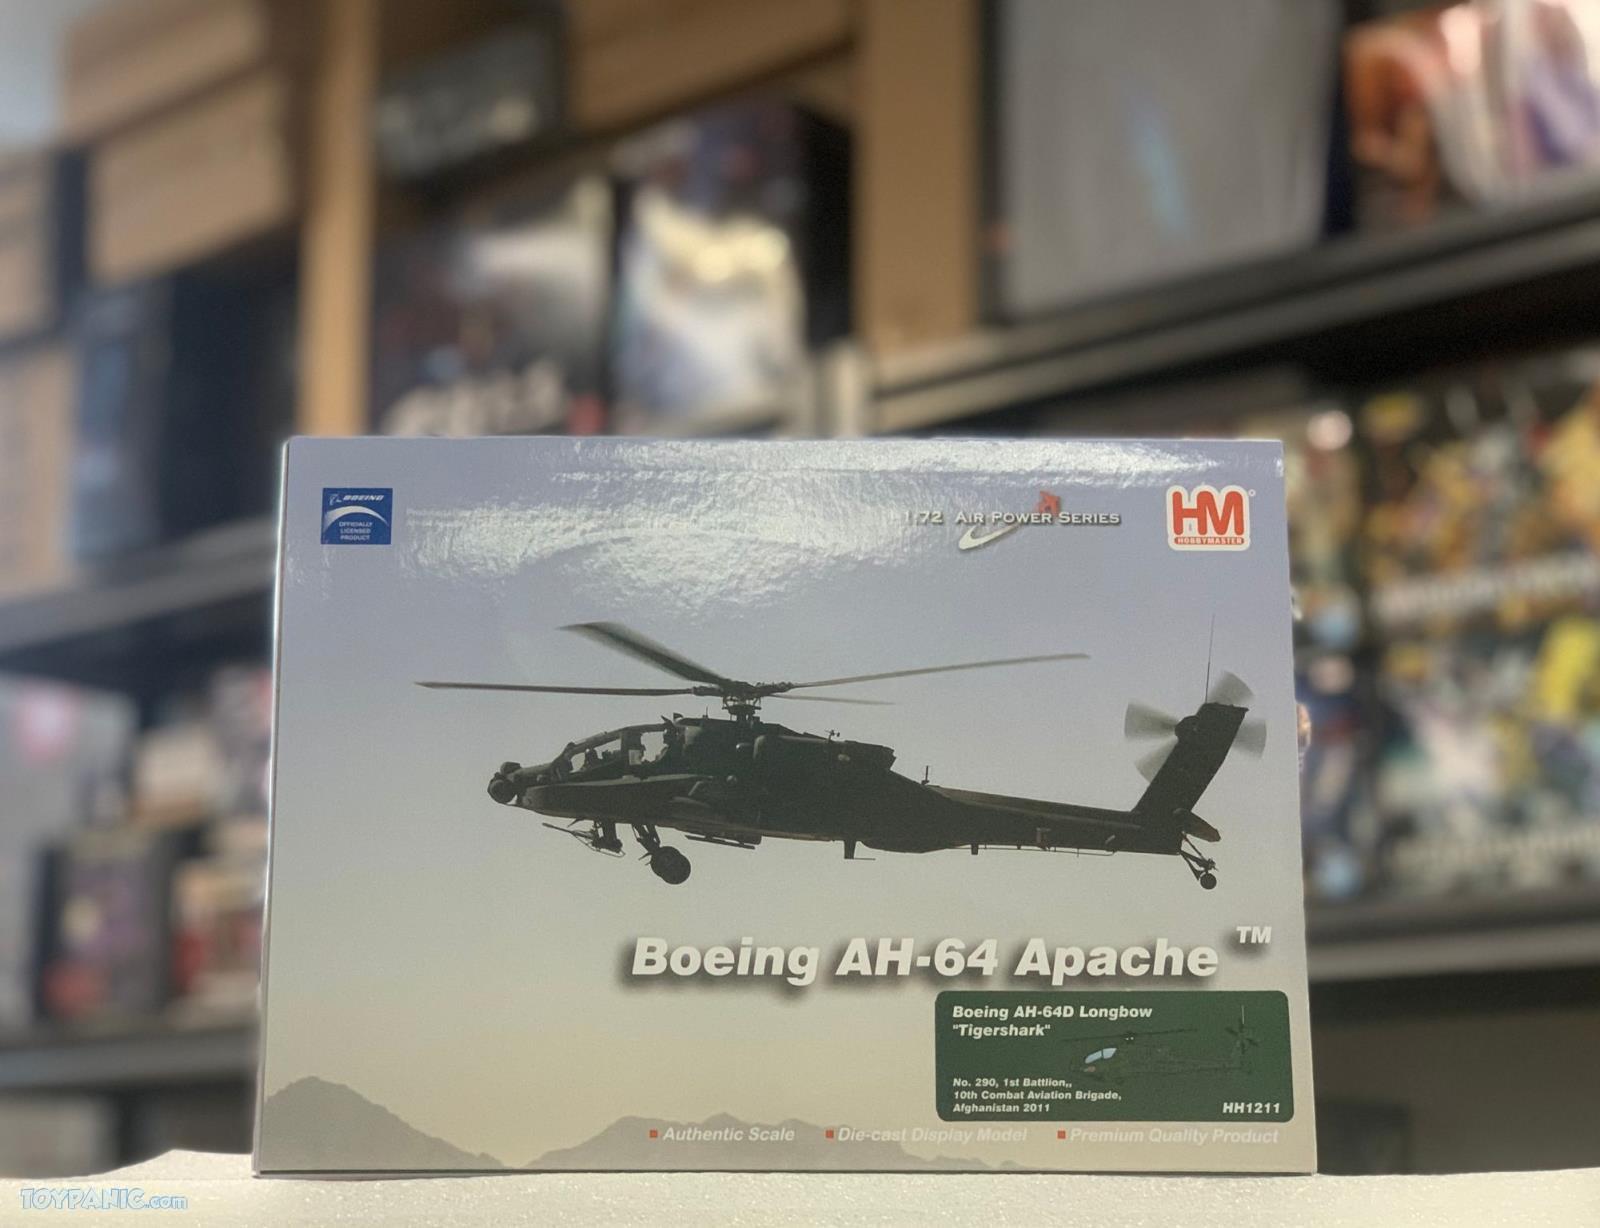 BOEING
OFFICIALLY
LICENSED
PRODUCT
1:72 AIR POWER SERIES
HM
HOBBYMASTER
Boeing AH-64 Apache™
Boeing AH-64D Longbow
"Tigershark"
No. 290, 1st Battlion,,
10th Combat Aviation Brigade,
Afghanistan 2011
HH1211
Authentic Scale
Die-cast Display Model
Premium Quality Product
TOYPANIC.com